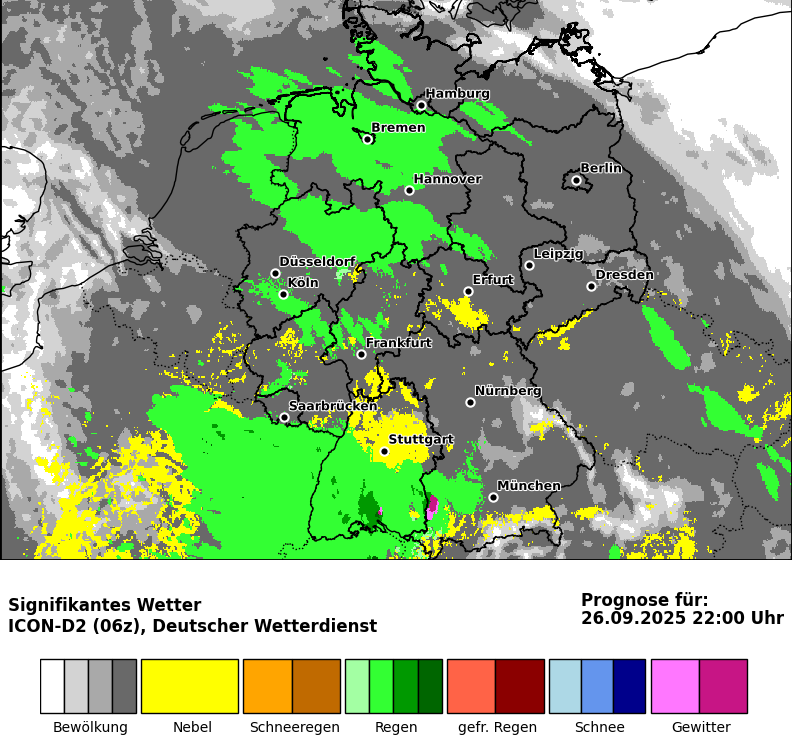 Hamburg
Bremen
Berlin
Hannover
Leipzig
Düsseldorf
Dresden
Köln
Erfurt
Frankfurt
Nürnberg
Saarbrücken
Stuttgart
München
Signifikantes Wetter
ICON-D2 (06z), Deutscher Wetterdienst
Prognose für:
26.09.2025 22:00 Uhr
Bewölkung Nebel Schneeregen Regen gefr. Regen Schnee Gewitter